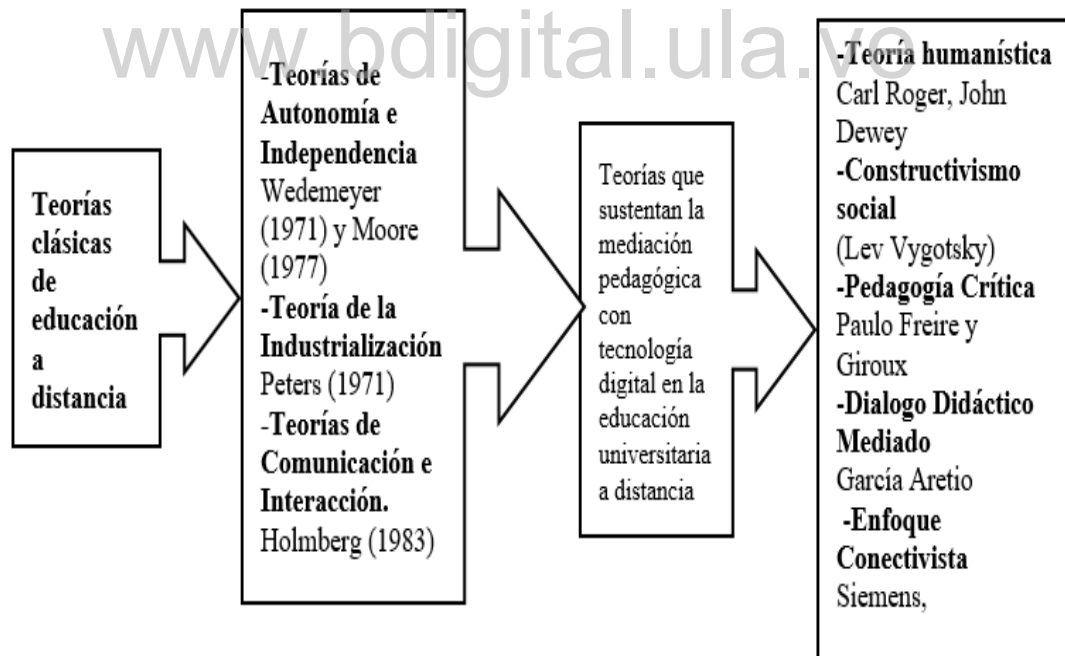 www.bdigital.ula.ve
Teorías
clásicas
de
educación
a
distancia
-Teorías de
Autonomía e
Independencia
Wedemeyer
(1971) y Moore
(1977)
-Teoría de la
Industrialización
Peters (1971)
-Teorías de
Comunicación e
Interacción.
Holmberg (1983)
Teorías que
sustentan la
mediación
pedagógica
con
tecnología
digital en la
educación
universitaria
a distancia
-Teoría humanística
Carl Roger, John
Dewey
-Constructivismo
social
(Lev Vygotsky)
-Pedagogía Crítica
Paulo Freire y
Giroux
-Dialogo Didáctico
Mediado
García Aretio
-Enfoque
Conectivista
Siemens,